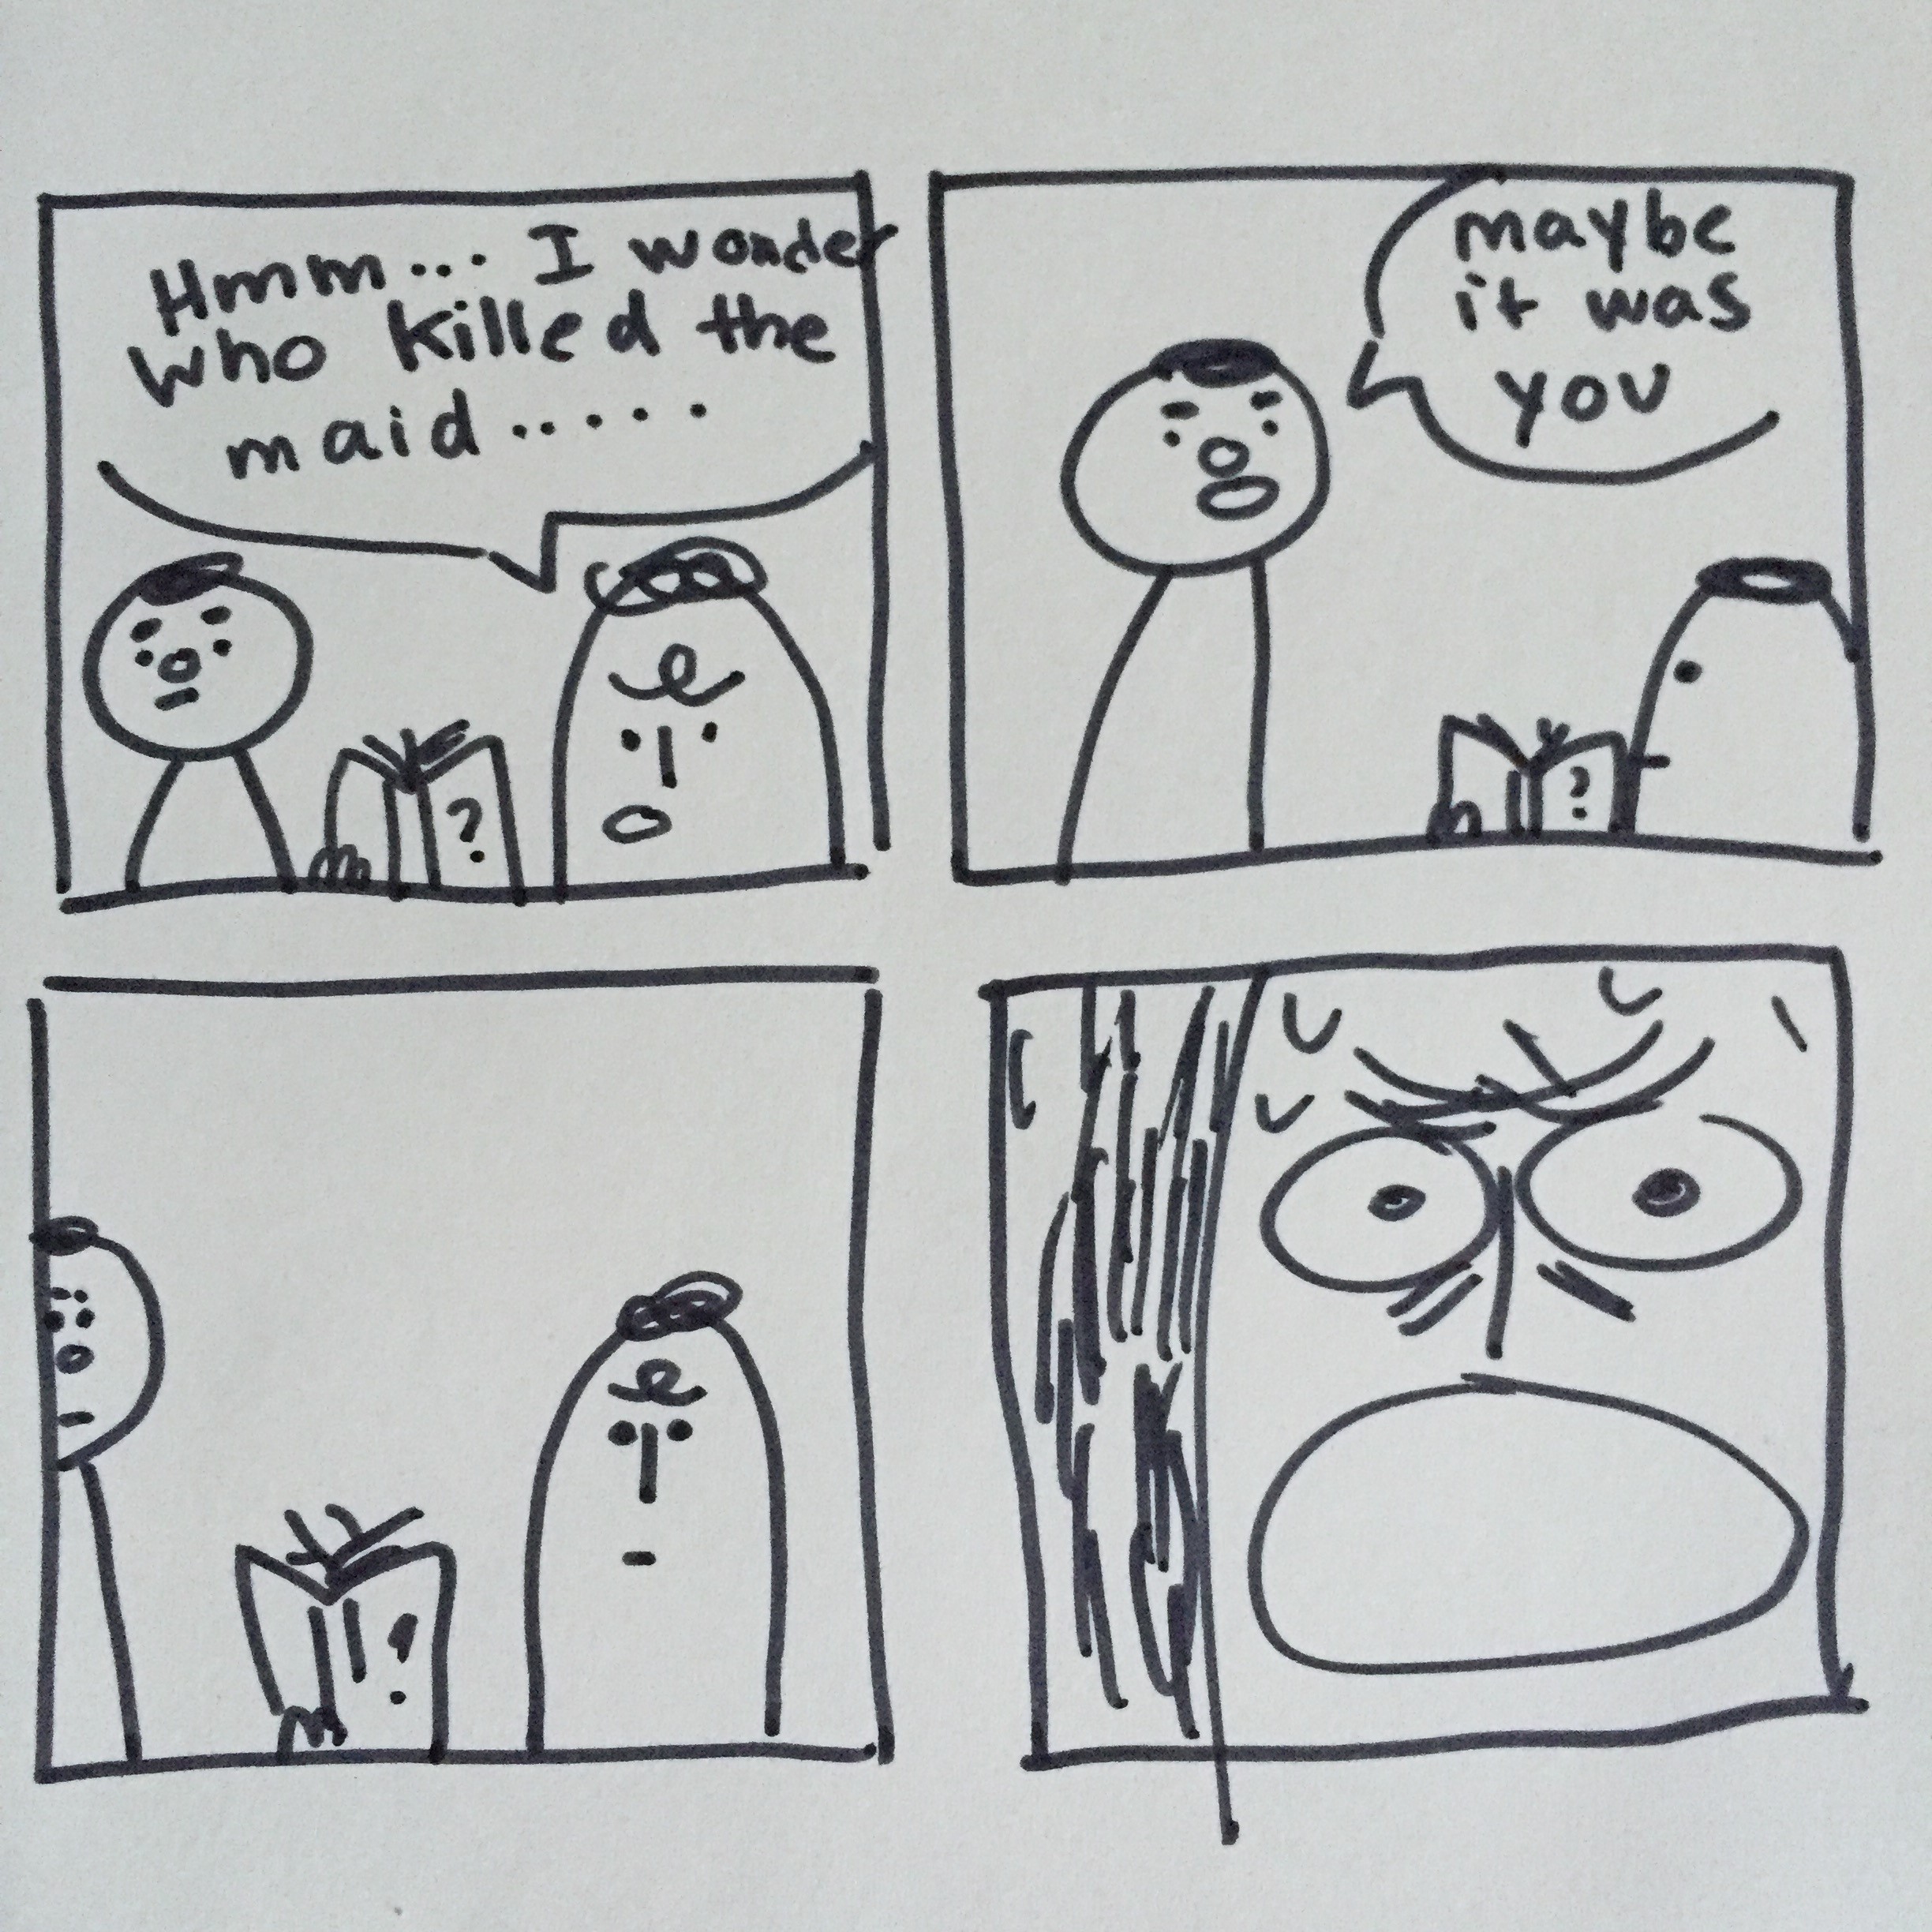 Hmm... I wonder
who killed the
maid......
?
maybe
it was
you
?
?